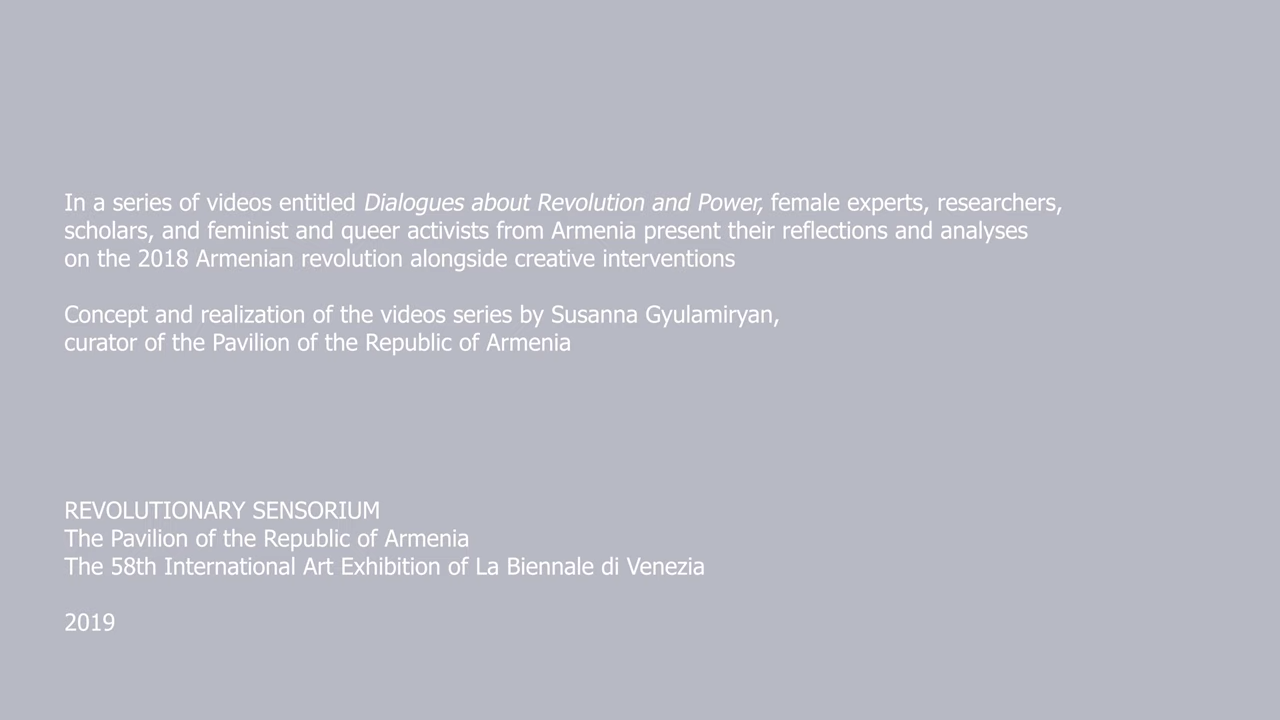 In a series of videos entitled Dialogues about Revolution and Power, female experts, researchers,
scholars, and feminist and queer activists from Armenia present their reflections and analyses
on the 2018 Armenian revolution alongside creative interventions
Concept and realization of the videos series by Susanna Gyulamiryan,
curator of the Pavilion of the Republic of Armenia
REVOLUTIONARY SENSORIUM
The Pavilion of the Republic of Armenia
The 58th International Art Exhibition of La Biennale di Venezia
2019